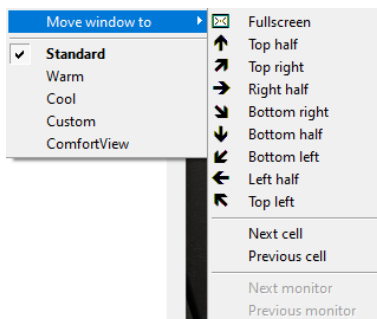 Move window to
Standard
Warm
Cool
Custom
ComfortView
Fullscreen
Top half
Top right
Right half
Bottom right
Bottom half
Bottom left
Left half
Top left
Next cell
Previous cell
Next monitor
Previous monitor